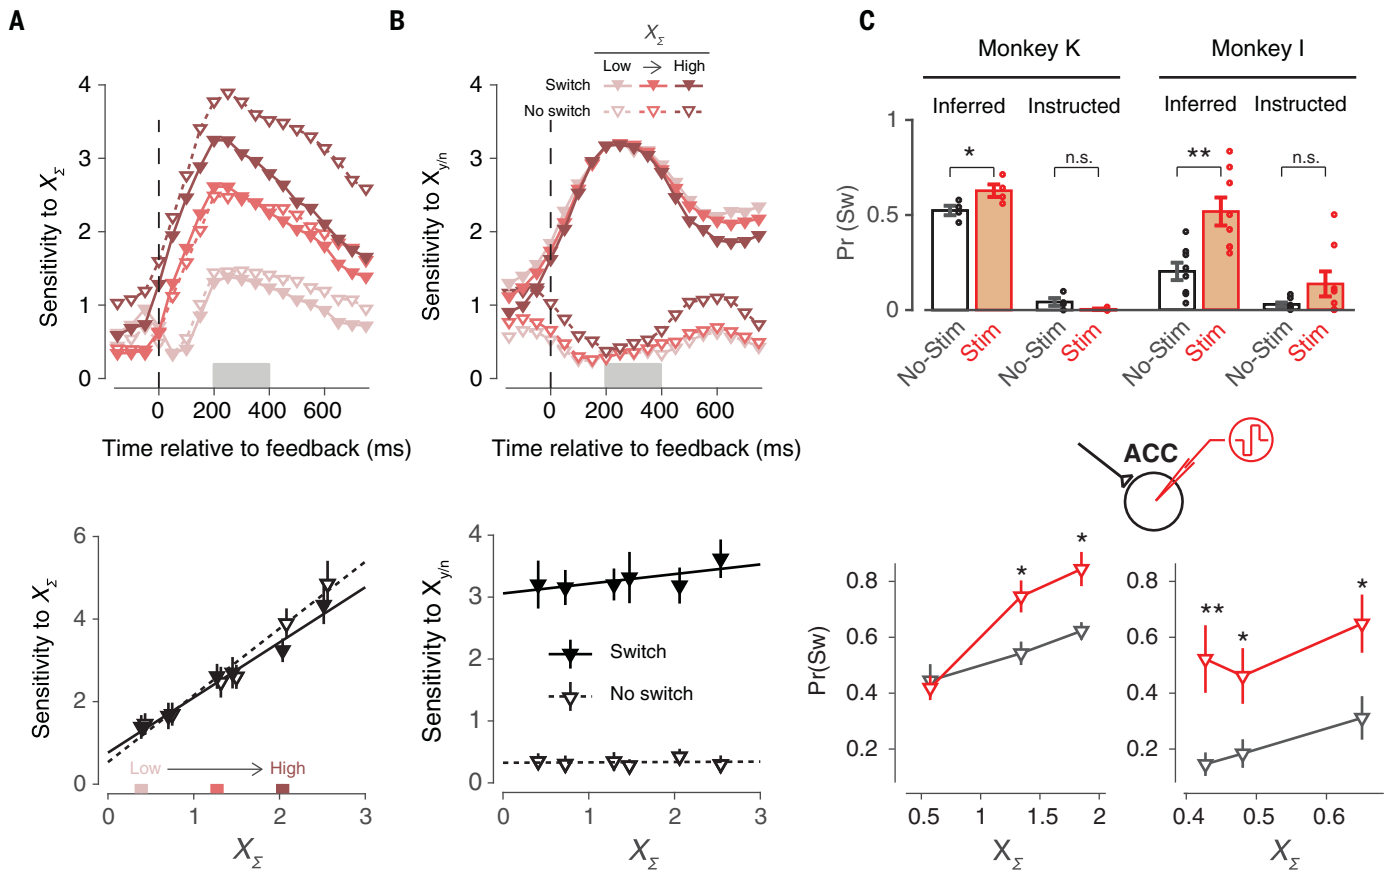 A
Sensitivity to XΣ
4
3
2
1
0
0 200 400 600
Time relative to feedback (ms)
Sensitivity to XΣ
6
4
2
0
Low High
0 1 2 3
XΣ
B
XΣ
Low High
Switch
No switch
Sensitivity to Xy/n
4
3
2
1
0
0 200 400 600
Time relative to feedback (ms)
Sensitivity to Xy/n
4
3
2
1
0
Switch
No switch
0 1 2 3
XΣ
C
Monkey K Monkey I
Inferred Instructed Inferred Instructed
Pr (Sw)
1
0.5
0
* n.s. ** n.s.
No-Stim Stim No-Stim Stim No-Stim Stim No-Stim Stim
ACC
Pr(Sw)
0.8
0.6
0.4
0.2
* *
0.5 1 1.5 2
XΣ
0.8
0.6
0.4
0.2
** * *
0.4 0.5 0.6
XΣ